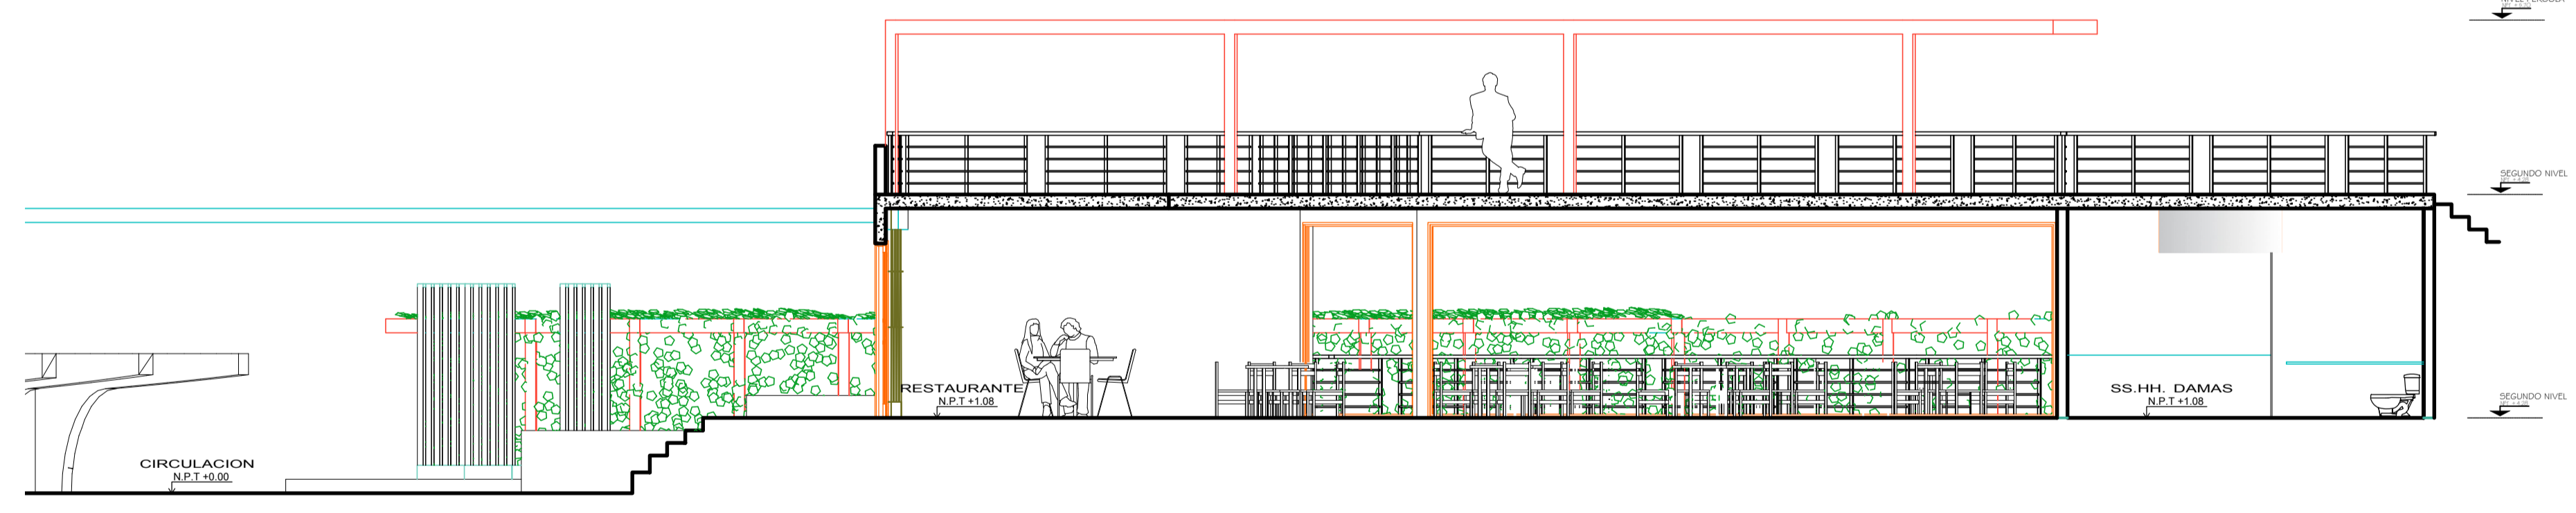 SEGUNDO NIVEL
RESTAURANTE
N.P.T +1.08
SS.HH. DAMAS
N.P.T +1.08
SEGUNDO NIVEL
CIRCULACION
N.P.T +0.00